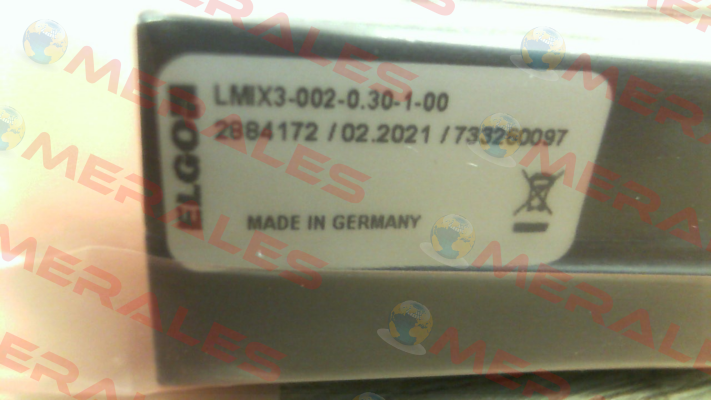 ELGO
LMIX3-002-0.30-1-00
2884172 / 02.2021 / 733260097
MADE IN GERMANY
MERALES
MERALES
MERALES
MERALES
MERALES
MERALES